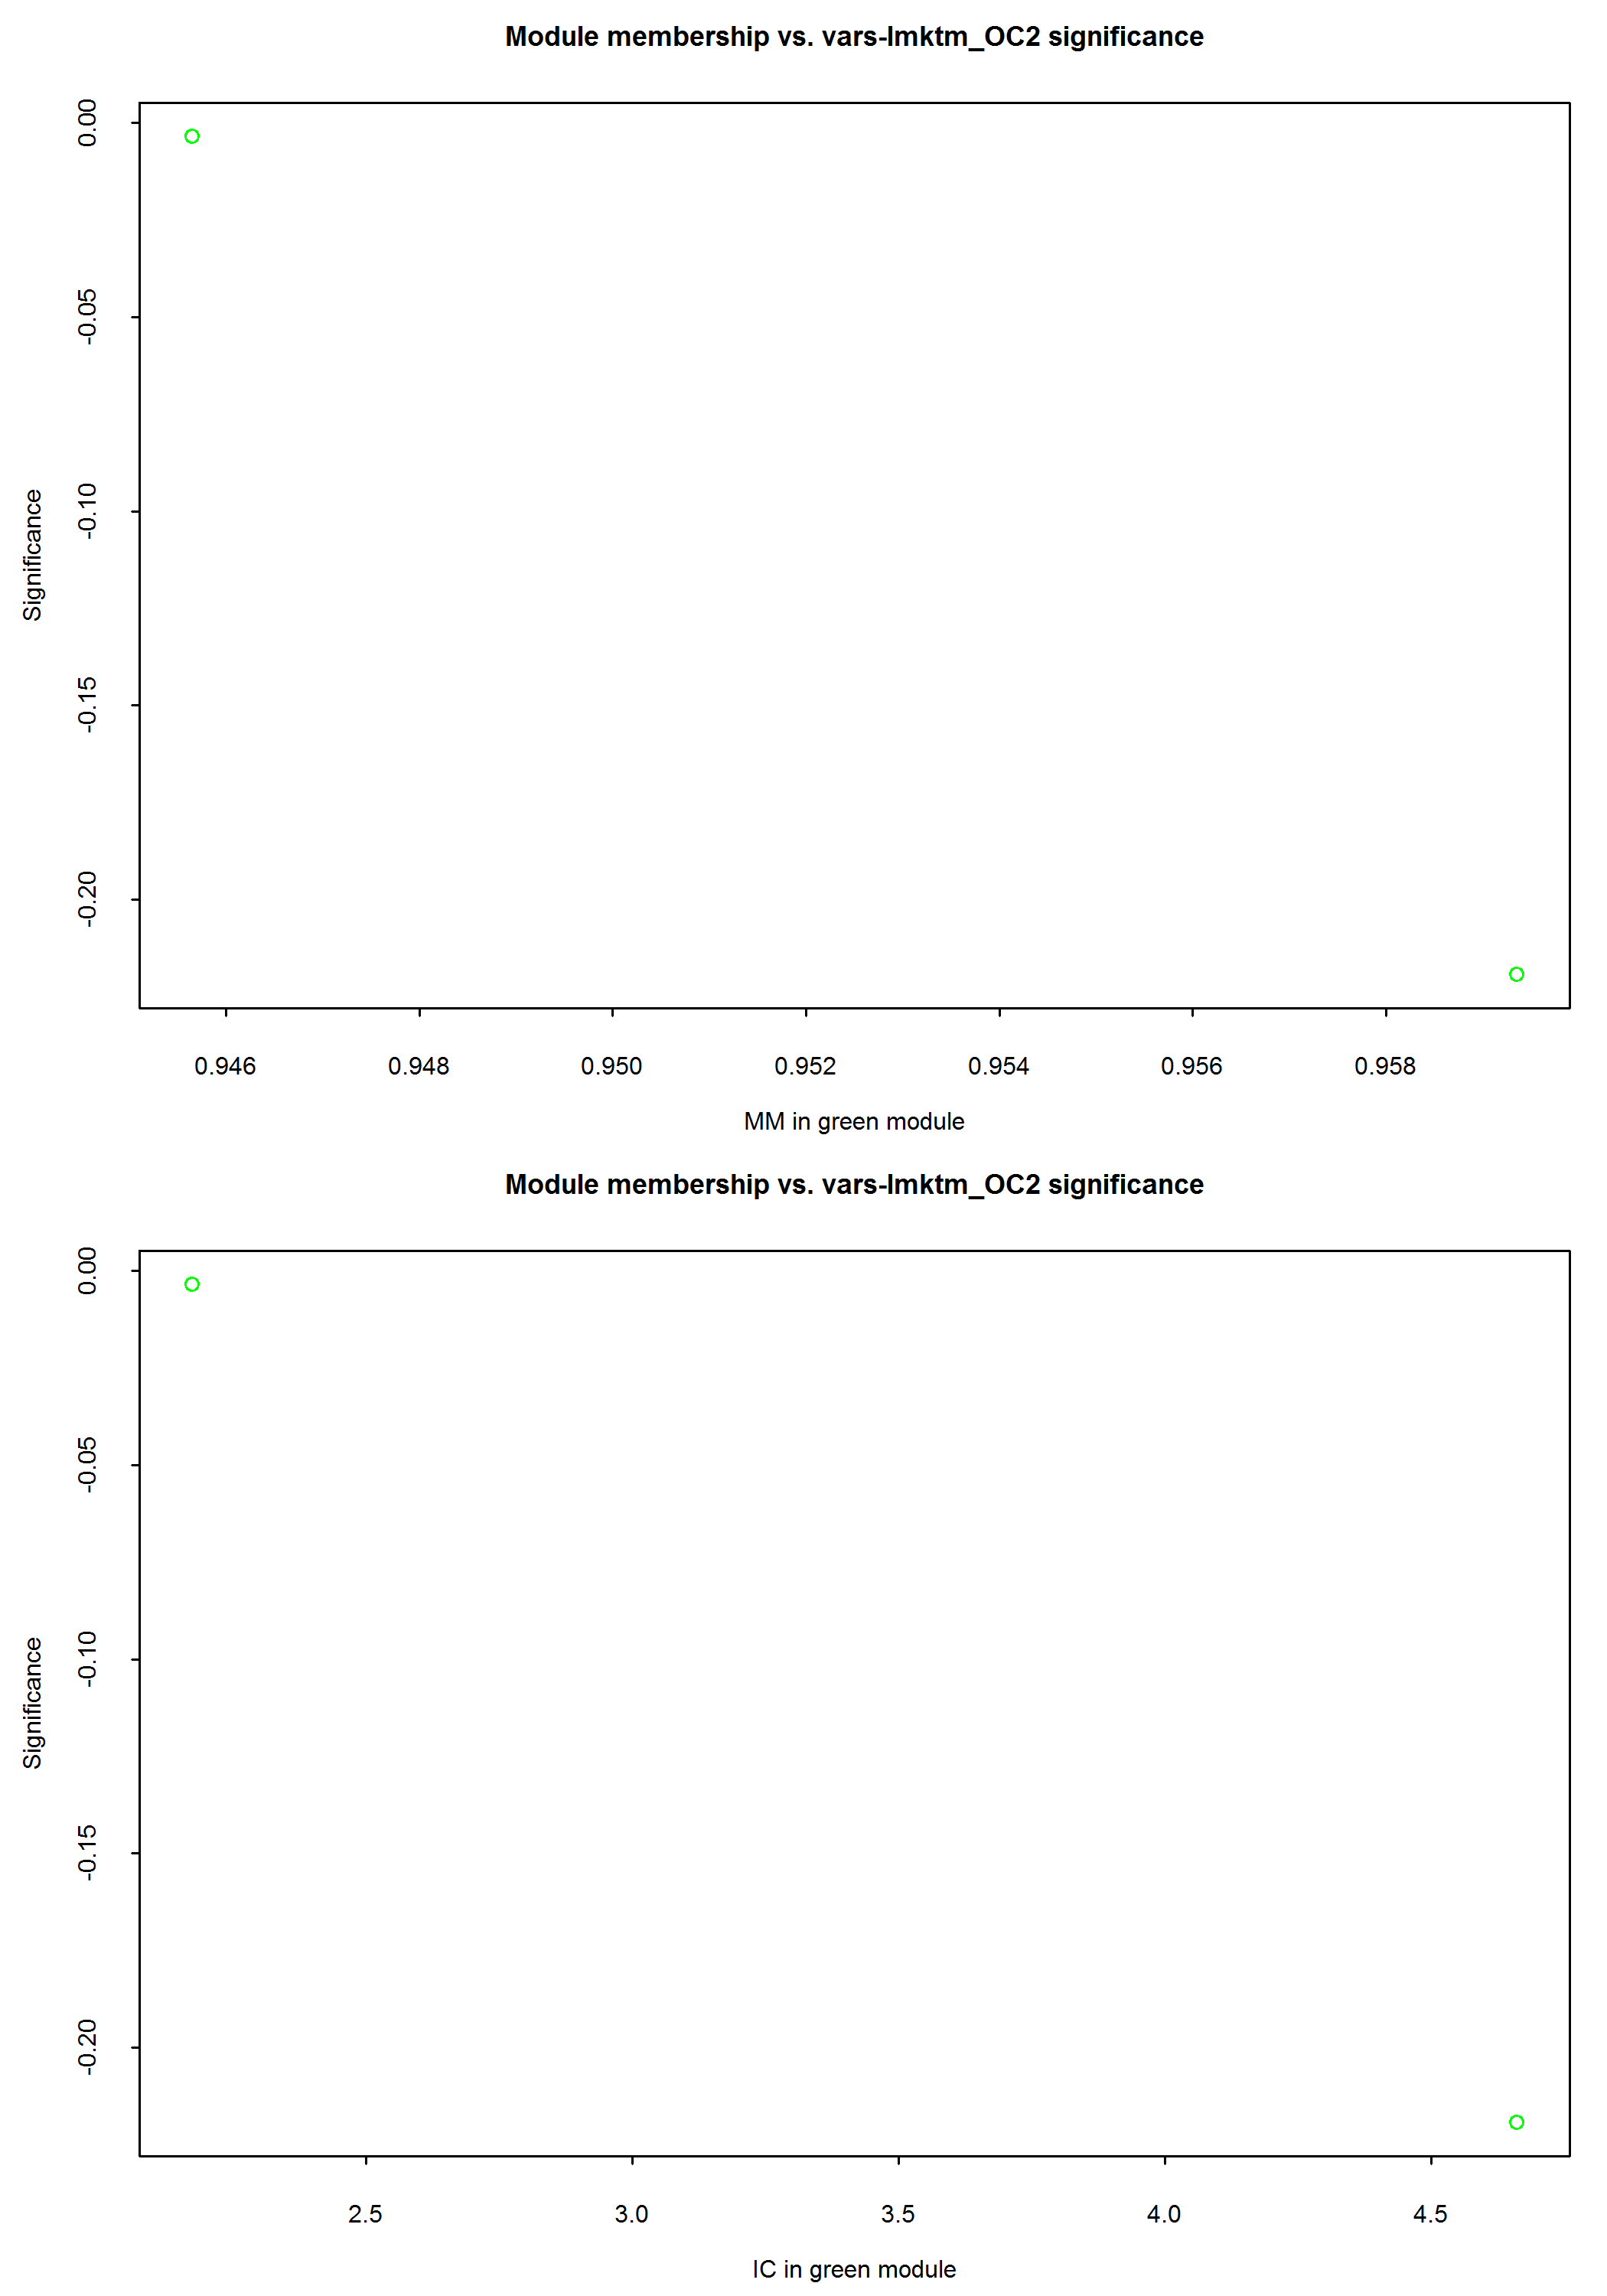 Module membership vs. vars-lmktm_OC2 significance
0.00
-0.05
-0.10
-0.15
-0.20
Significance
0.946 0.948 0.950 0.952 0.954 0.956 0.958
MM in green module
Module membership vs. vars-lmktm_OC2 significance
0.00
-0.05
-0.10
-0.15
-0.20
Significance
2.5 3.0 3.5 4.0 4.5
IC in green module